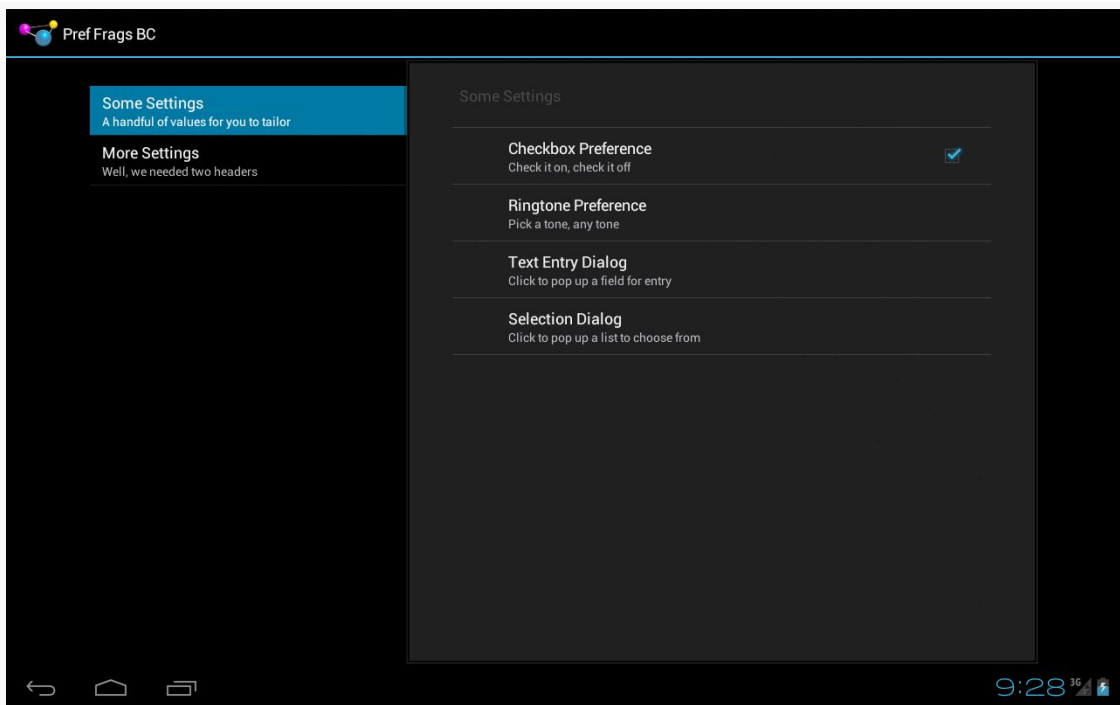 Pref Frags BC
Some Settings
A handful of values for you to tailor
More Settings
Well, we needed two headers
Some Settings
Checkbox Preference
Check it on, check it off
Ringtone Preference
Pick a tone, any tone
Text Entry Dialog
Click to pop up a field for entry
Selection Dialog
Click to pop up a list to choose from
9:28 3G